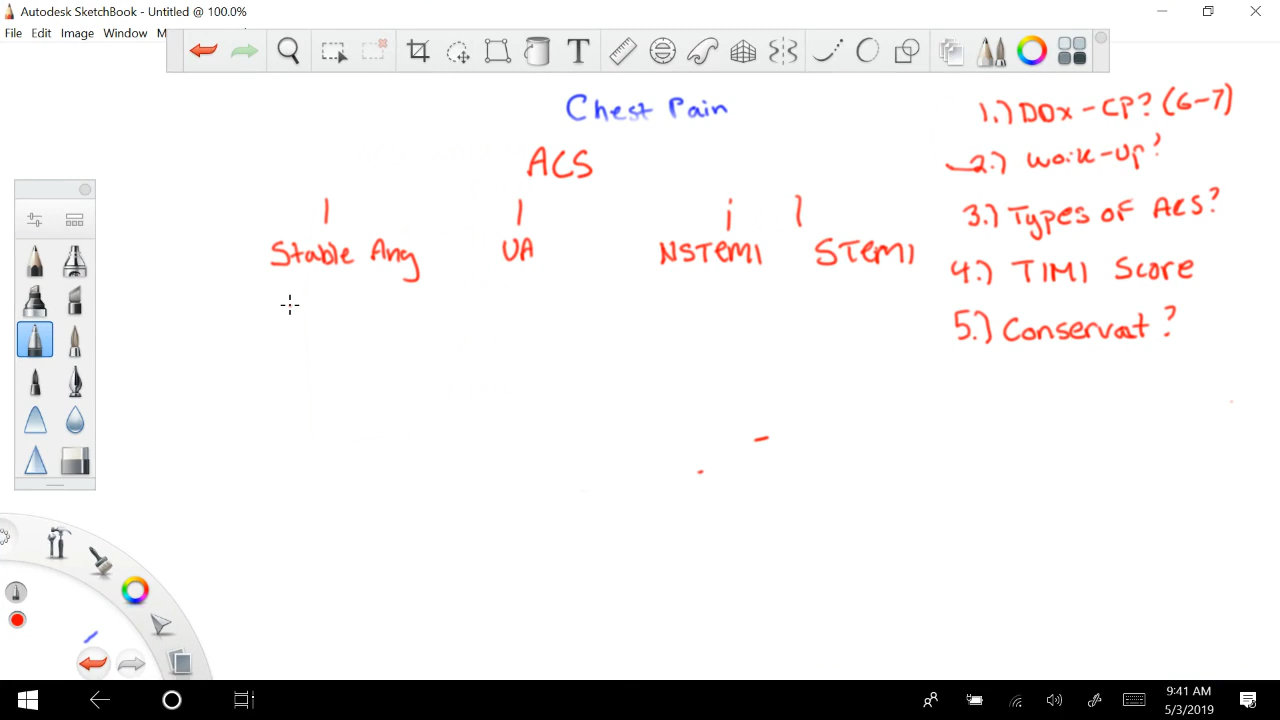 Autodesk SketchBook - Untitled @ 100.0%
File Edit Image Window M
T
Chest Pain
ACS
Stable Ang UA NSTEMI STEMI
1.) DDx - CP? (6-7)
2.) Work-up?
3.) Types of ACS?
4.) TIMI Score
5.) Conservat?
9:41 AM
5/3/2019